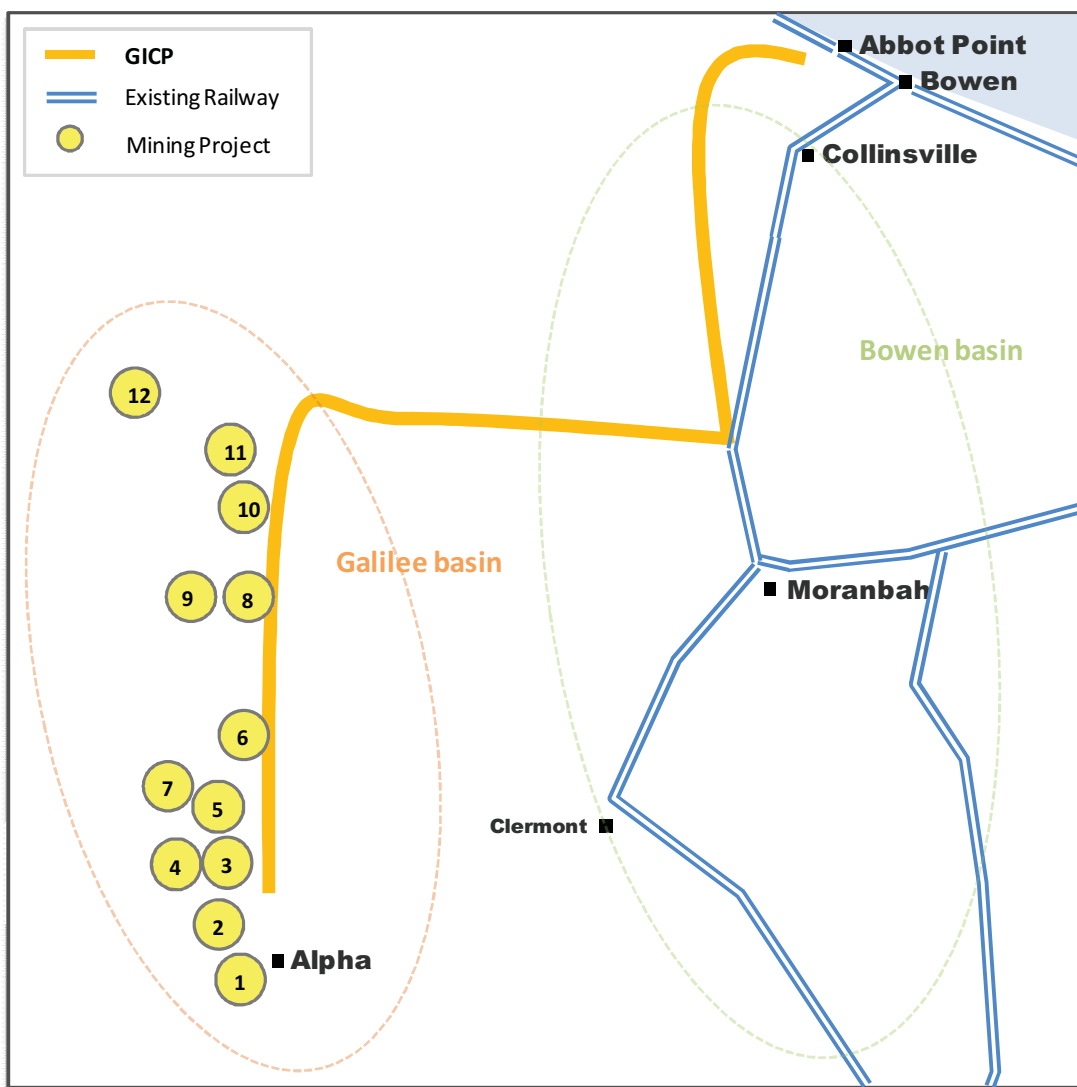 GICP
Existing Railway
Mining Project
Abbot Point
Bowen
Collinsville
Bowen basin
12
11
10
Galilee basin
9
8
Moranbah
6
7
5
Clermont
4
3
2
Alpha
1